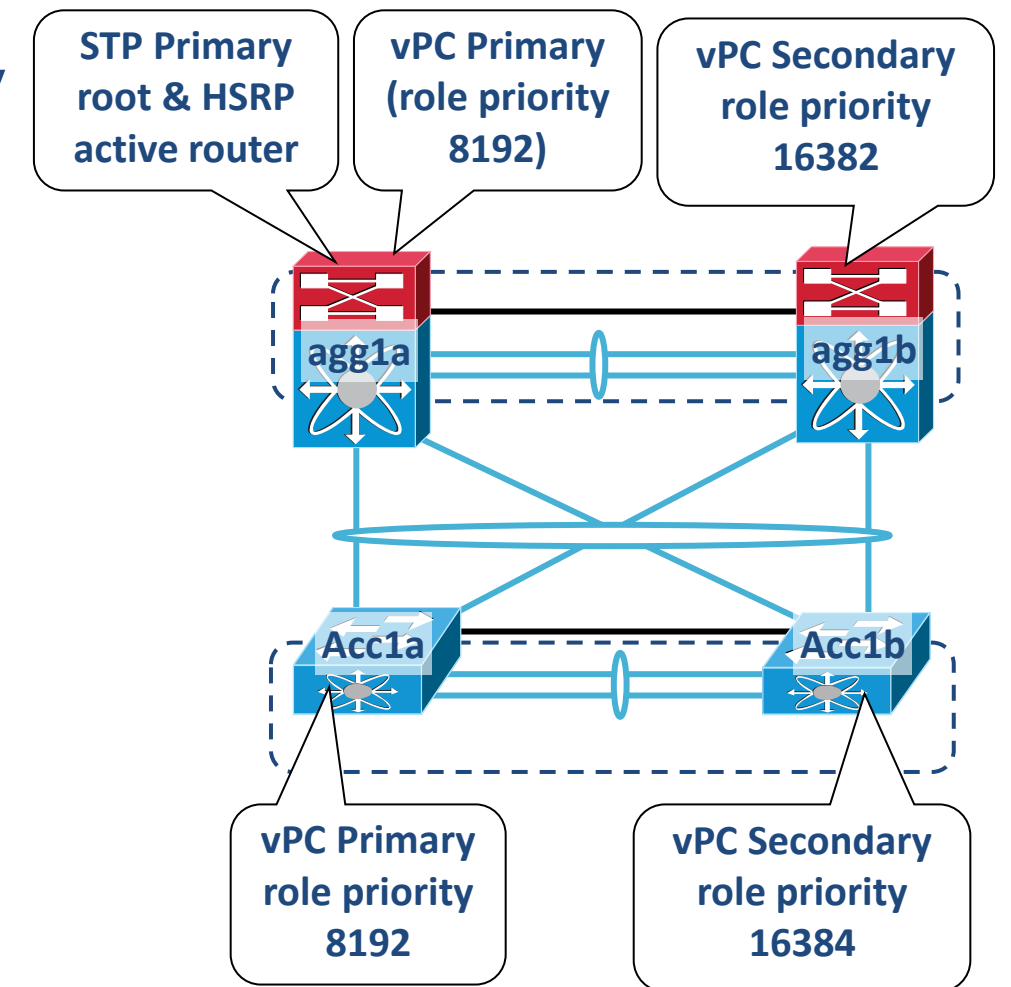 STP Primary
root & HSRP
active router
vPC Primary
(role priority
8192)
vPC Secondary
role priority
16382
agg1a
agg1b
Acc1a
Acc1b
vPC Primary
role priority
8192
vPC Secondary
role priority
16384